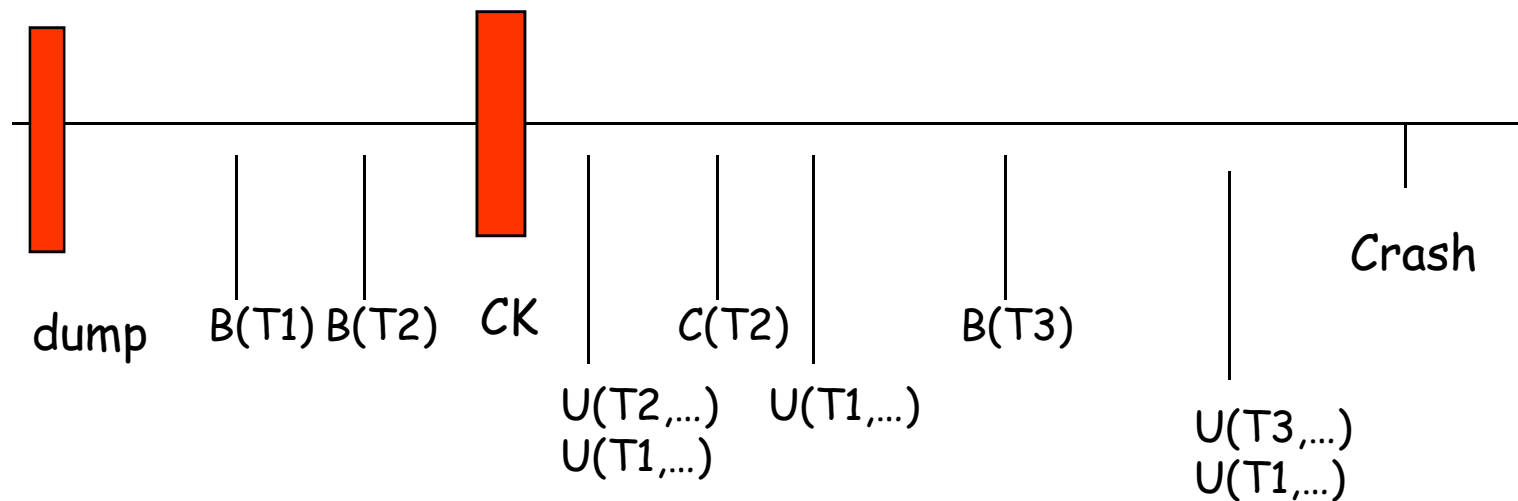 dump
B(T1)
B(T2)
CK
C(T2)
B(T3)
Crash
U(T2,...)
U(T1,...)
U(T1,...)
U(T3,...)
U(T1,...)